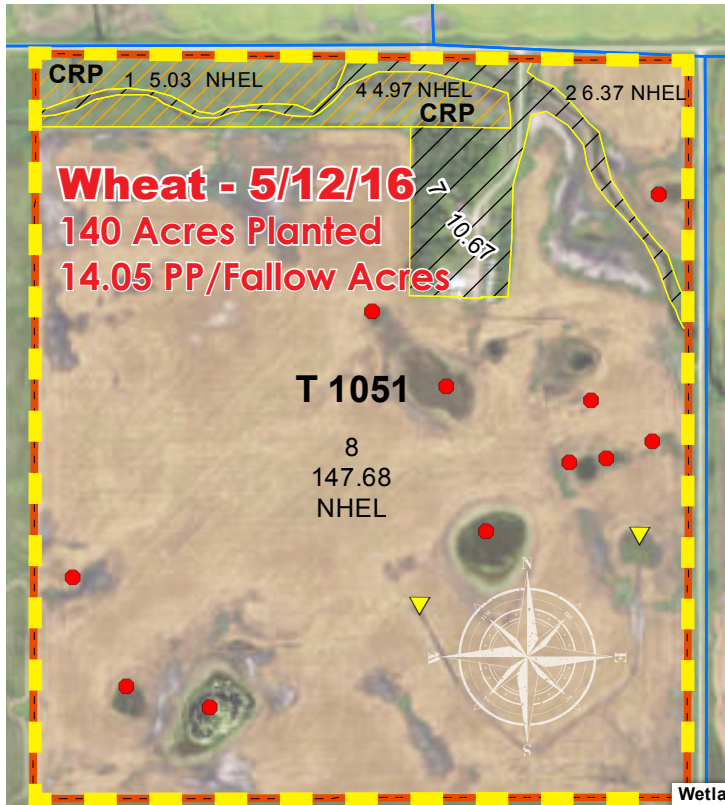 CRP
1 5.03 NHEL
4 4.97 NHEL
CRP
2 6.37 NHEL
Wheat - 5/12/16
140 Acres Planted
14.05 PP/Fallow Acres
7
10.67
T 1051
8
147.68
NHEL
N
E
S
W
Wetla